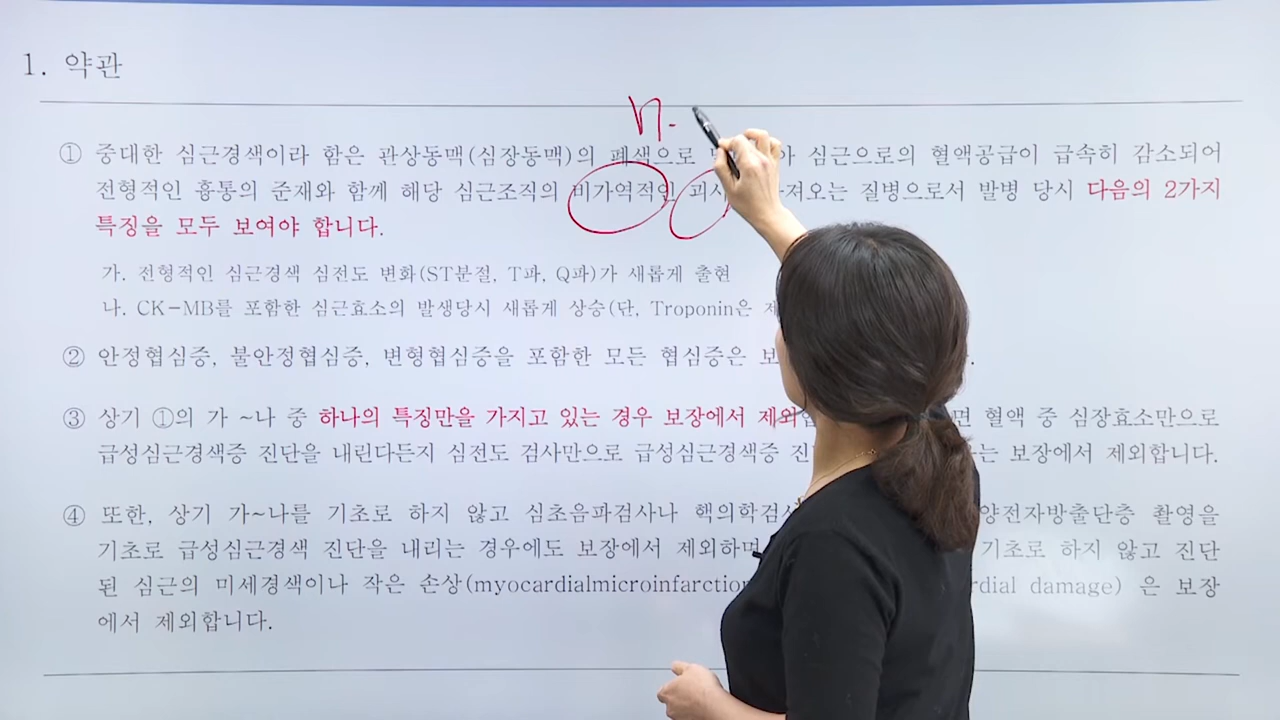 1. 약관
n.
① 중대한 심근경색이라 함은 관상동맥(심장동맥)의 폐색으로 심근으로의 혈액공급이 급속히 감소되어
전형적인 흉통의 준재와 함께 해당 심근조직의 비가역적인 괴사 가져오는 질병으로서 발병 당시 다음의 2가지
특징을 모두 보여야 합니다.
가. 전형적인 심근경색 심전도 변화(ST분절, T파, Q파)가 새롭게 출현
나. CK-MB를 포함한 심근효소의 발생당시 새롭게 상승(단, Troponin은
② 안정협심증, 불안정협심증, 변형협심증을 포함한 모든 협심증은
③ 상기 ①의 가 ~나 중 하나의 특징만을 가지고 있는 경우 보장에서 제외 혈액 중 심장효소만으로
급성심근경색증 진단을 내린다든지 심전도 검사만으로 급성심근경색증 보장에서 제외합니다.
④ 또한, 상기 가~나를 기초로 하지 않고 심초음파검사나 핵의학검사 양전자방출단층 촬영을
기초로 급성심근경색 진단을 내리는 경우에도 보장에서 제외하며 기초로 하지 않고 진단
된 심근의 미세경색이나 작은 손상(myocardialmicroinfarction damage) 은 보장
에서 제외합니다.